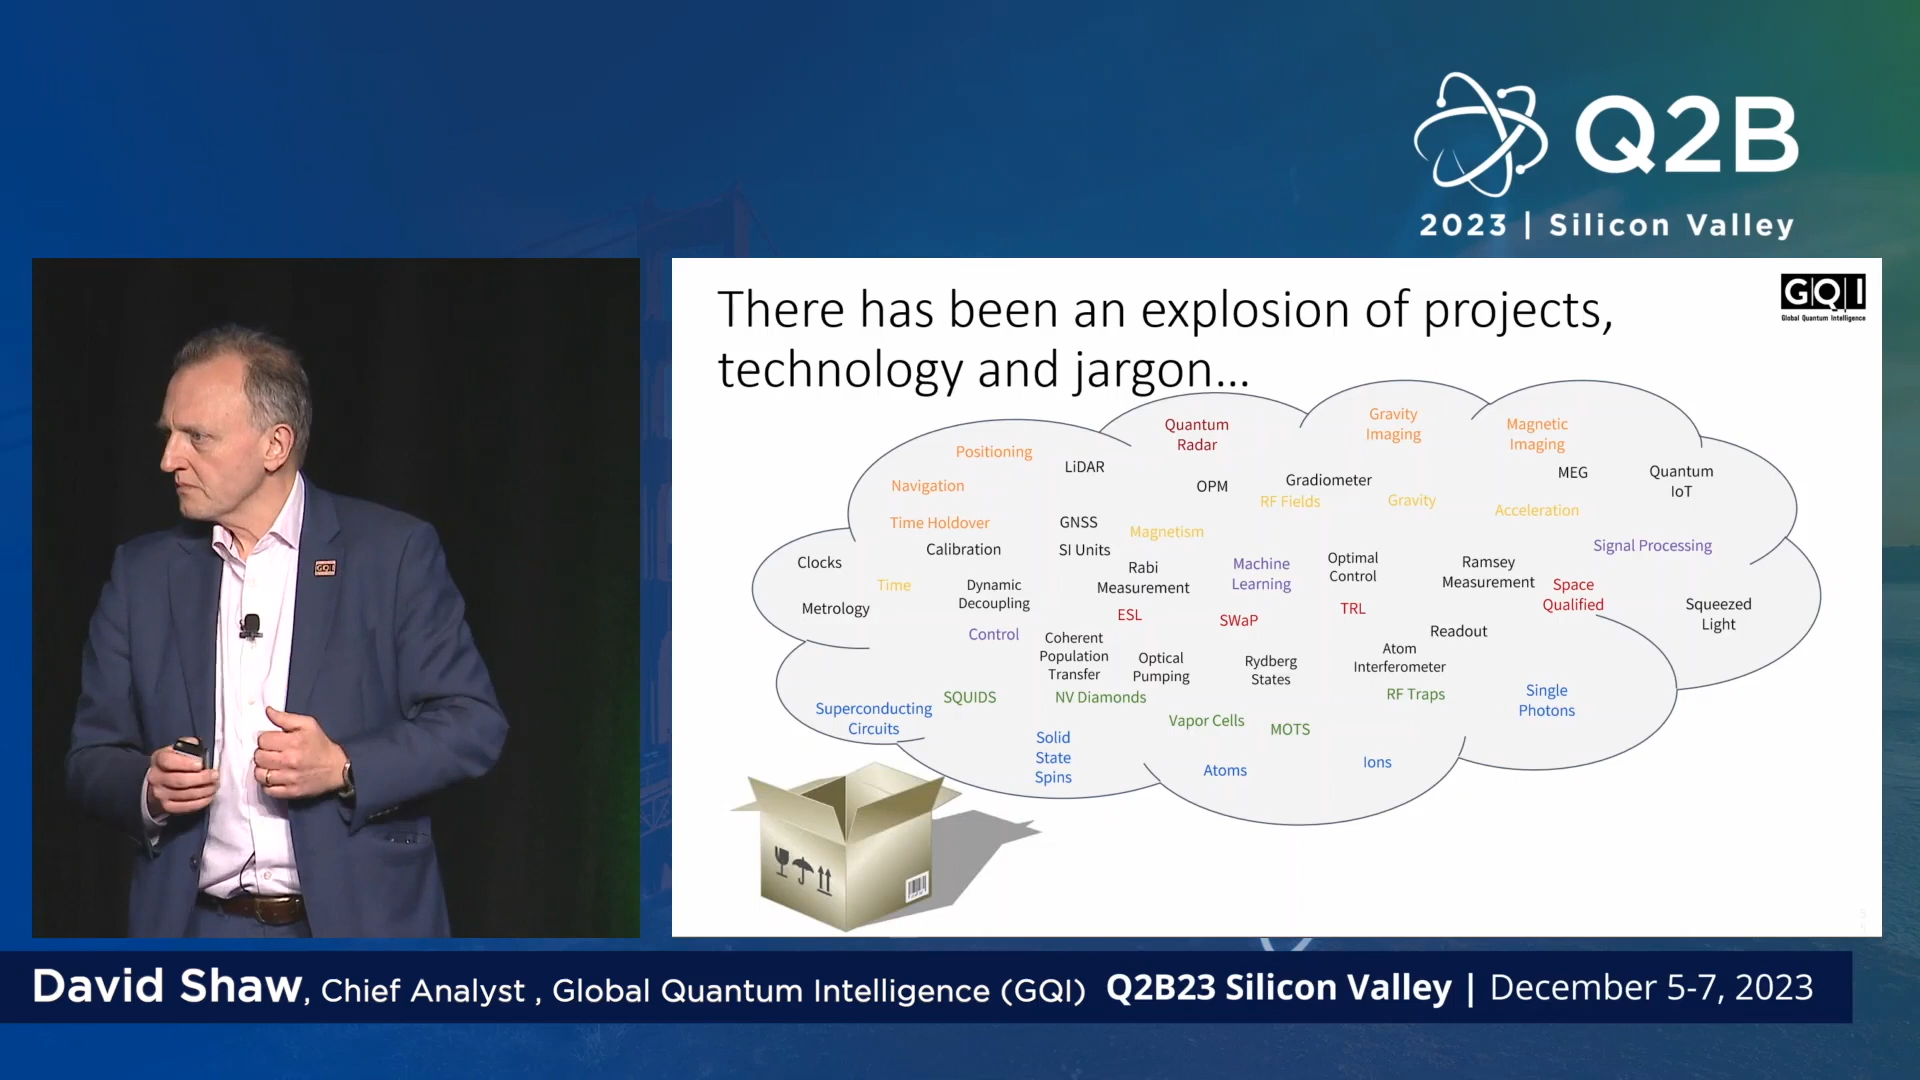 Q2B
2023 | Silicon Valley
There has been an explosion of projects,
technology and jargon...
GQI
Global Quantum Intelligence
Quantum
Radar
Gravity
Imaging
Magnetic
Imaging
Positioning
LiDAR
Navigation
OPM
Gradiometer
MEG
Quantum
IoT
RF Fields
Gravity
Acceleration
Time Holdover
GNSS
Magnetism
Calibration
SI Units
Signal Processing
Clocks
Rabi
Measurement
Machine
Learning
Optimal
Control
Ramsey
Measurement
Time
Dynamic
Decoupling
Space
Qualified
Metrology
ESL
SWaP
TRL
Squeezed
Light
Control
Coherent
Population
Transfer
Readout
Optical
Pumping
Rydberg
States
Atom
Interferometer
SQUIDS
NV Diamonds
RF Traps
Single
Photons
Superconducting
Circuits
Vapor Cells
MOTS
Solid
State
Spins
Atoms
Ions
GQI
David Shaw, Chief Analyst , Global Quantum Intelligence (GQI) Q2B23 Silicon Valley | December 5-7, 2023